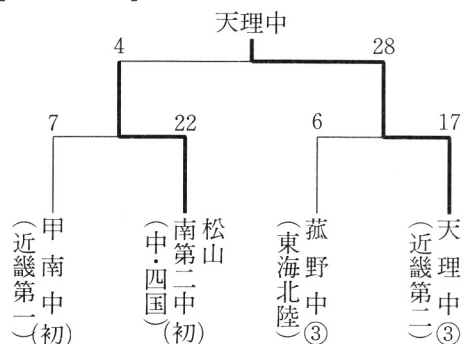 天理中
4 28
7 22 6 17
甲南中(初)
(近畿第一)
松山
南第二中(初)
(中・四国)
菰野中③
(東海北陸)
天理中③
(近畿第二)